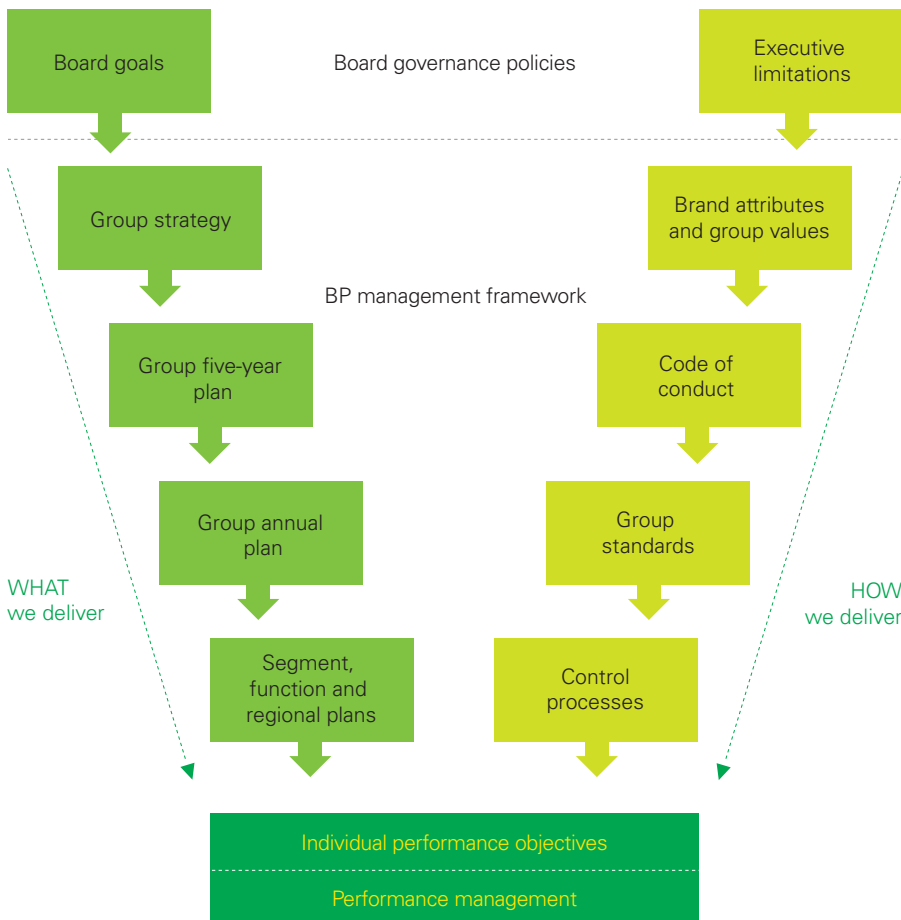 Board goals
Board governance policies
Executive
limitations
Group strategy
Brand attributes
and group values
BP management framework
Group five-year
plan
Code of
conduct
Group annual
plan
Group
standards
WHAT
we deliver
HOW
we deliver
Segment,
function and
regional plans
Control
processes
Individual performance objectives
Performance management